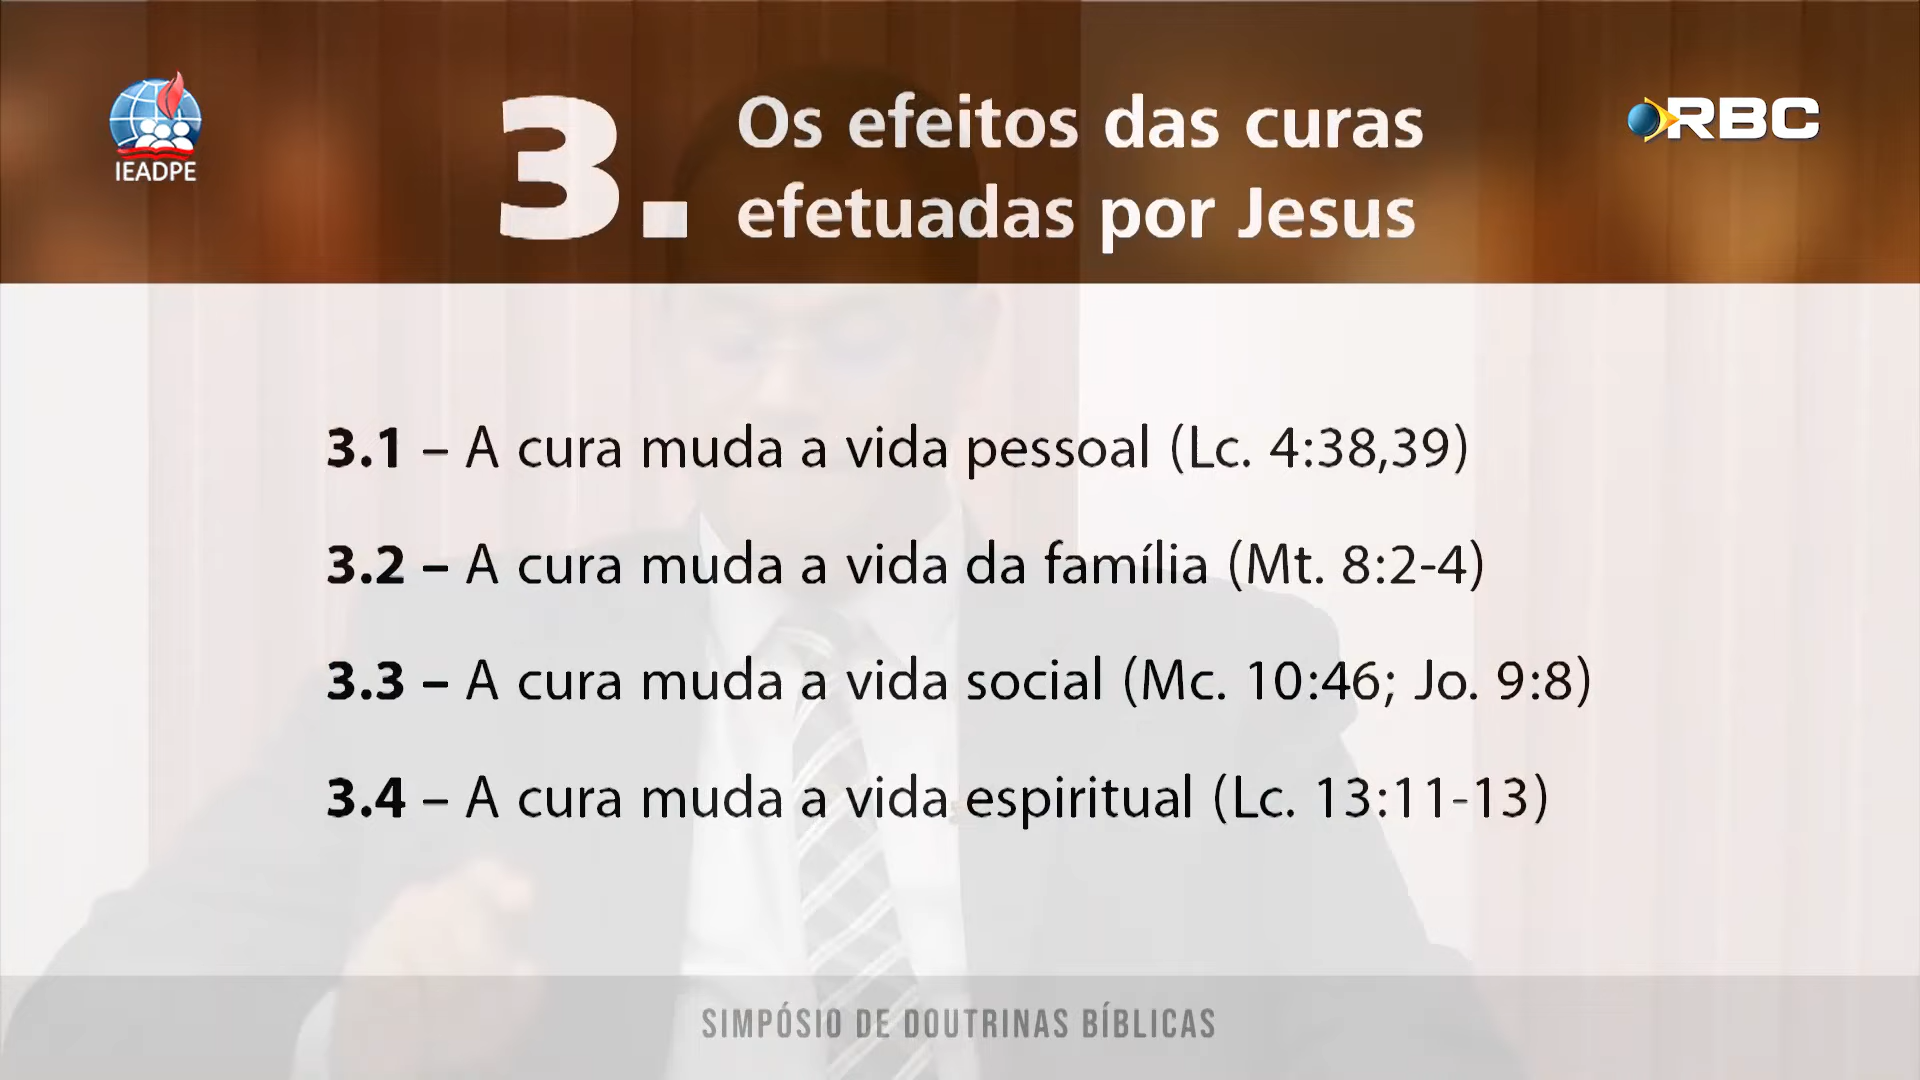 IEADPE
3. Os efeitos das curas
efetuadas por Jesus
RBC
3.1 – A cura muda a vida pessoal (Lc. 4:38,39)
3.2 – A cura muda a vida da família (Mt. 8:2-4)
3.3 – A cura muda a vida social (Mc. 10:46; Jo. 9:8)
3.4 – A cura muda a vida espiritual (Lc. 13:11-13)
SIMPÓSIO DE DOUTRINAS BÍBLICAS